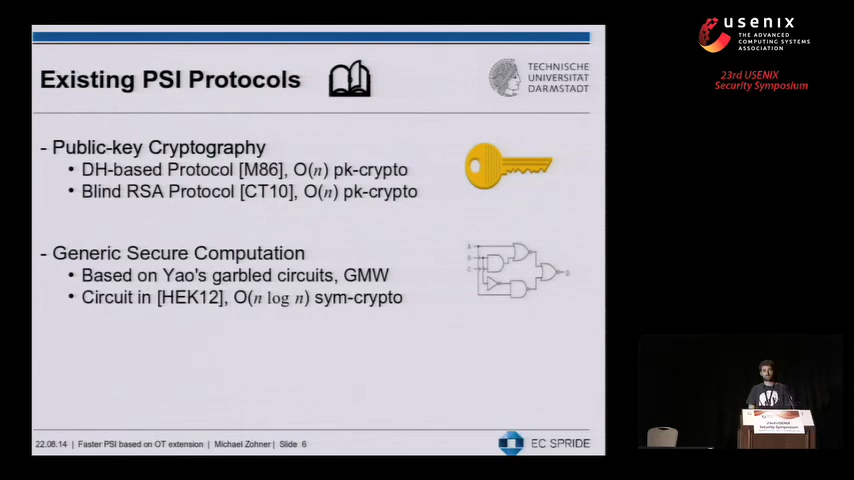 usenix
THE ADVANCED
COMPUTING SYSTEMS
ASSOCIATION
23rd USENIX
Security Symposium
Existing PSI Protocols
TECHNISCHE
UNIVERSITÄT
DARMSTADT
- Public-key Cryptography
• DH-based Protocol [M86], O(n) pk-crypto
• Blind RSA Protocol [CT10], O(n) pk-crypto
- Generic Secure Computation
• Based on Yao's garbled circuits, GMW
• Circuit in [HEK12], O(n log n) sym-crypto
22.08.14 | Faster PSI based on OT extension | Michael Zohner | Slide 6
EC SPRIDE